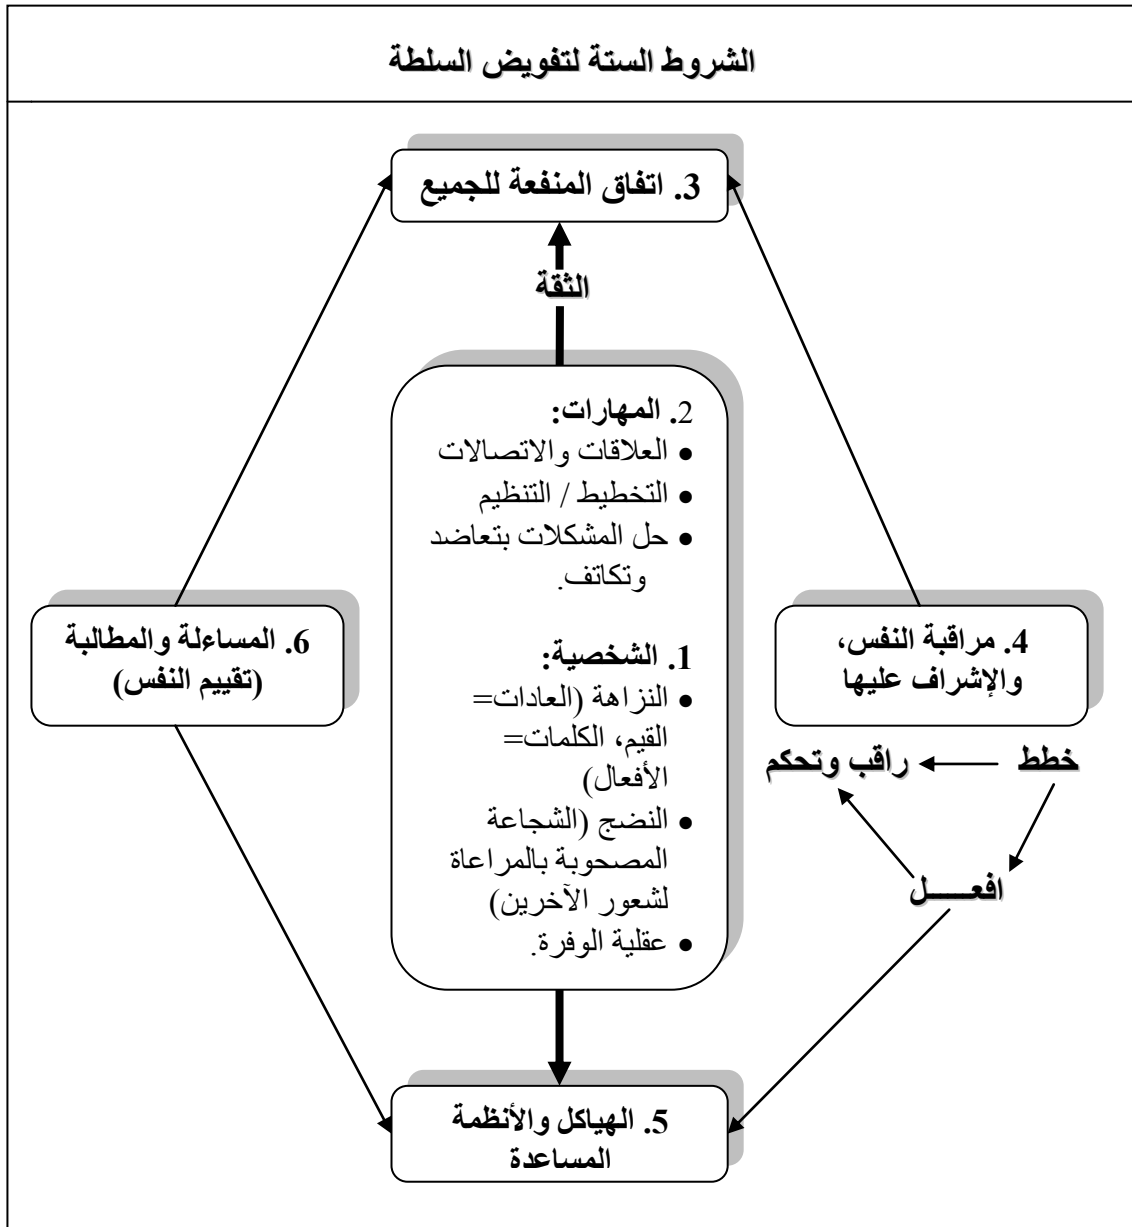 الشروط الستة لتفويض السلطة
3. اتفاق المنفعة للجميع
الثقة
2. المهارات:
• العلاقات والاتصالات
• التخطيط / التنظيم
• حل المشكلات بتعاضد
وتكاتف.
1. الشخصية:
• النزاهة (العادات=
القيم، الكلمات=
الأفعال)
• النضج (الشجاعة
المصحوبة بالمراعاة
لشعور الآخرين)
• عقلية الوفرة.
4. مراقبة النفس،
والإشراف عليها
خطط
راقب وتحكم
افعــــل
6. المساءلة والمطالبة
(تقييم النفس)
5. الهياكل والأنظمة
المساعدة